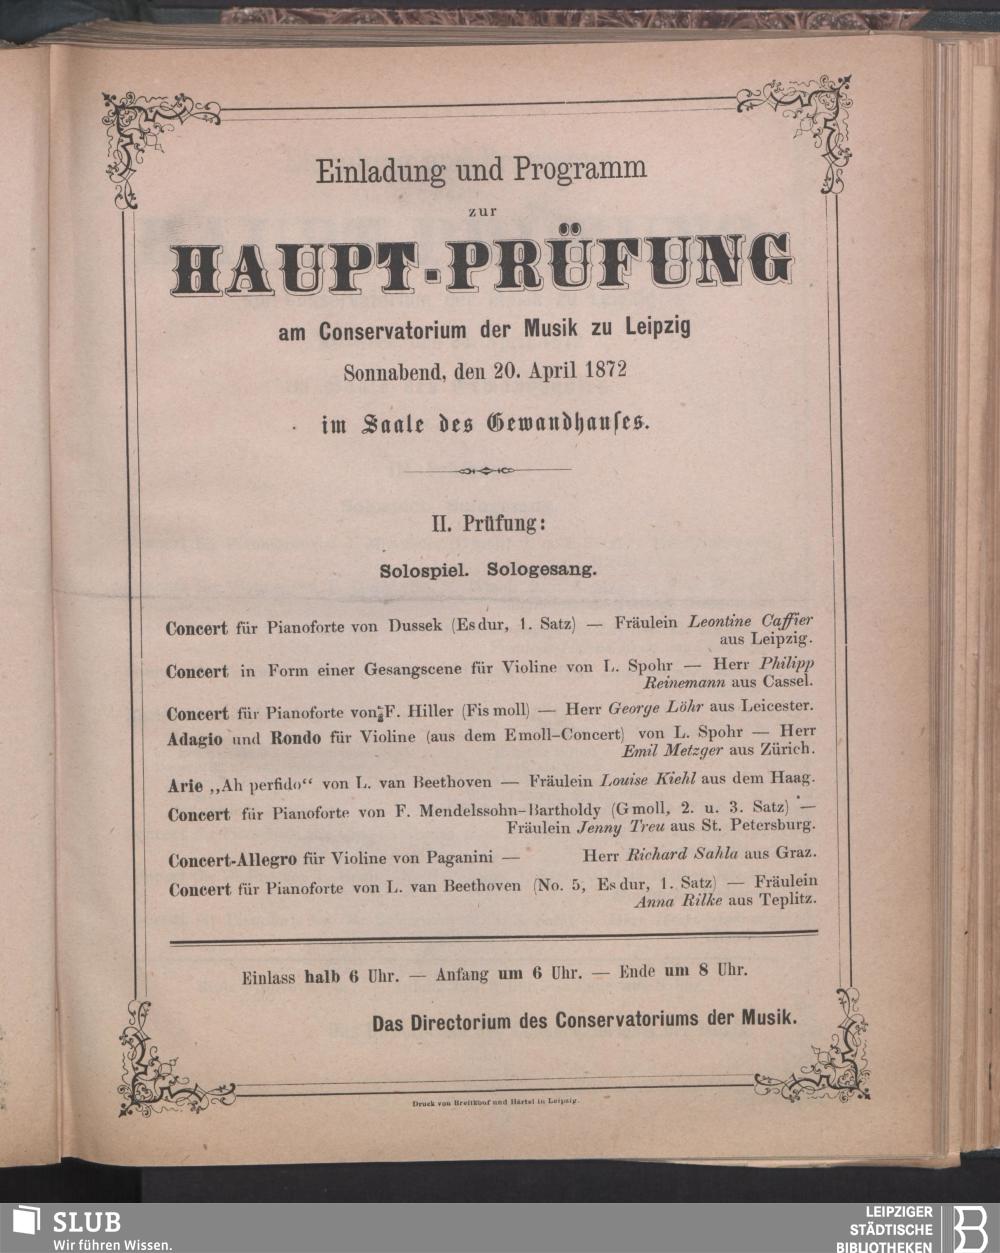 Einladung und Programm
zur
HAUPT-PRÜFUNG
am Conservatorium der Musik zu Leipzig
Sonnabend, den 20. April 1872
im Saale des Gewandhauſes.
II. Prüfung:
Solospiel. Sologesang.
Concert für Pianoforte von Dussek (Es dur, 1. Satz) — Fräulein Leontine Caffier
aus Leipzig.
Concert in Form einer Gesangscene für Violine von L. Spohr — Herr Philipp
Reinemann aus Cassel.
Concert für Pianoforte von F. Hiller (Fis moll) — Herr George Löhr aus Leicester.
Adagio und Rondo für Violine (aus dem E moll-Concert) von L. Spohr — Herr
Emil Metzger aus Zürich.
Arie „Ah perfido“ von L. van Beethoven — Fräulein Louise Kiehl aus dem Haag.
Concert für Pianoforte von F. Mendelssohn-Bartholdy (G moll, 2. u. 3. Satz) —
Fräulein Jenny Treu aus St. Petersburg.
Concert-Allegro für Violine von Paganini — Herr Richard Sahla aus Graz.
Concert für Pianoforte von L. van Beethoven (No. 5, Es dur, 1. Satz) — Fräulein
Anna Rilke aus Teplitz.
Einlass halb 6 Uhr. — Anfang um 6 Uhr. — Ende um 8 Uhr.
Das Directorium des Conservatoriums der Musik.
Druck von Breitkopf und Härtel in Leipzig.
SLUB
Wir führen Wissen.
LEIPZIGER
STÄDTISCHE
BIBLIOTHEKEN